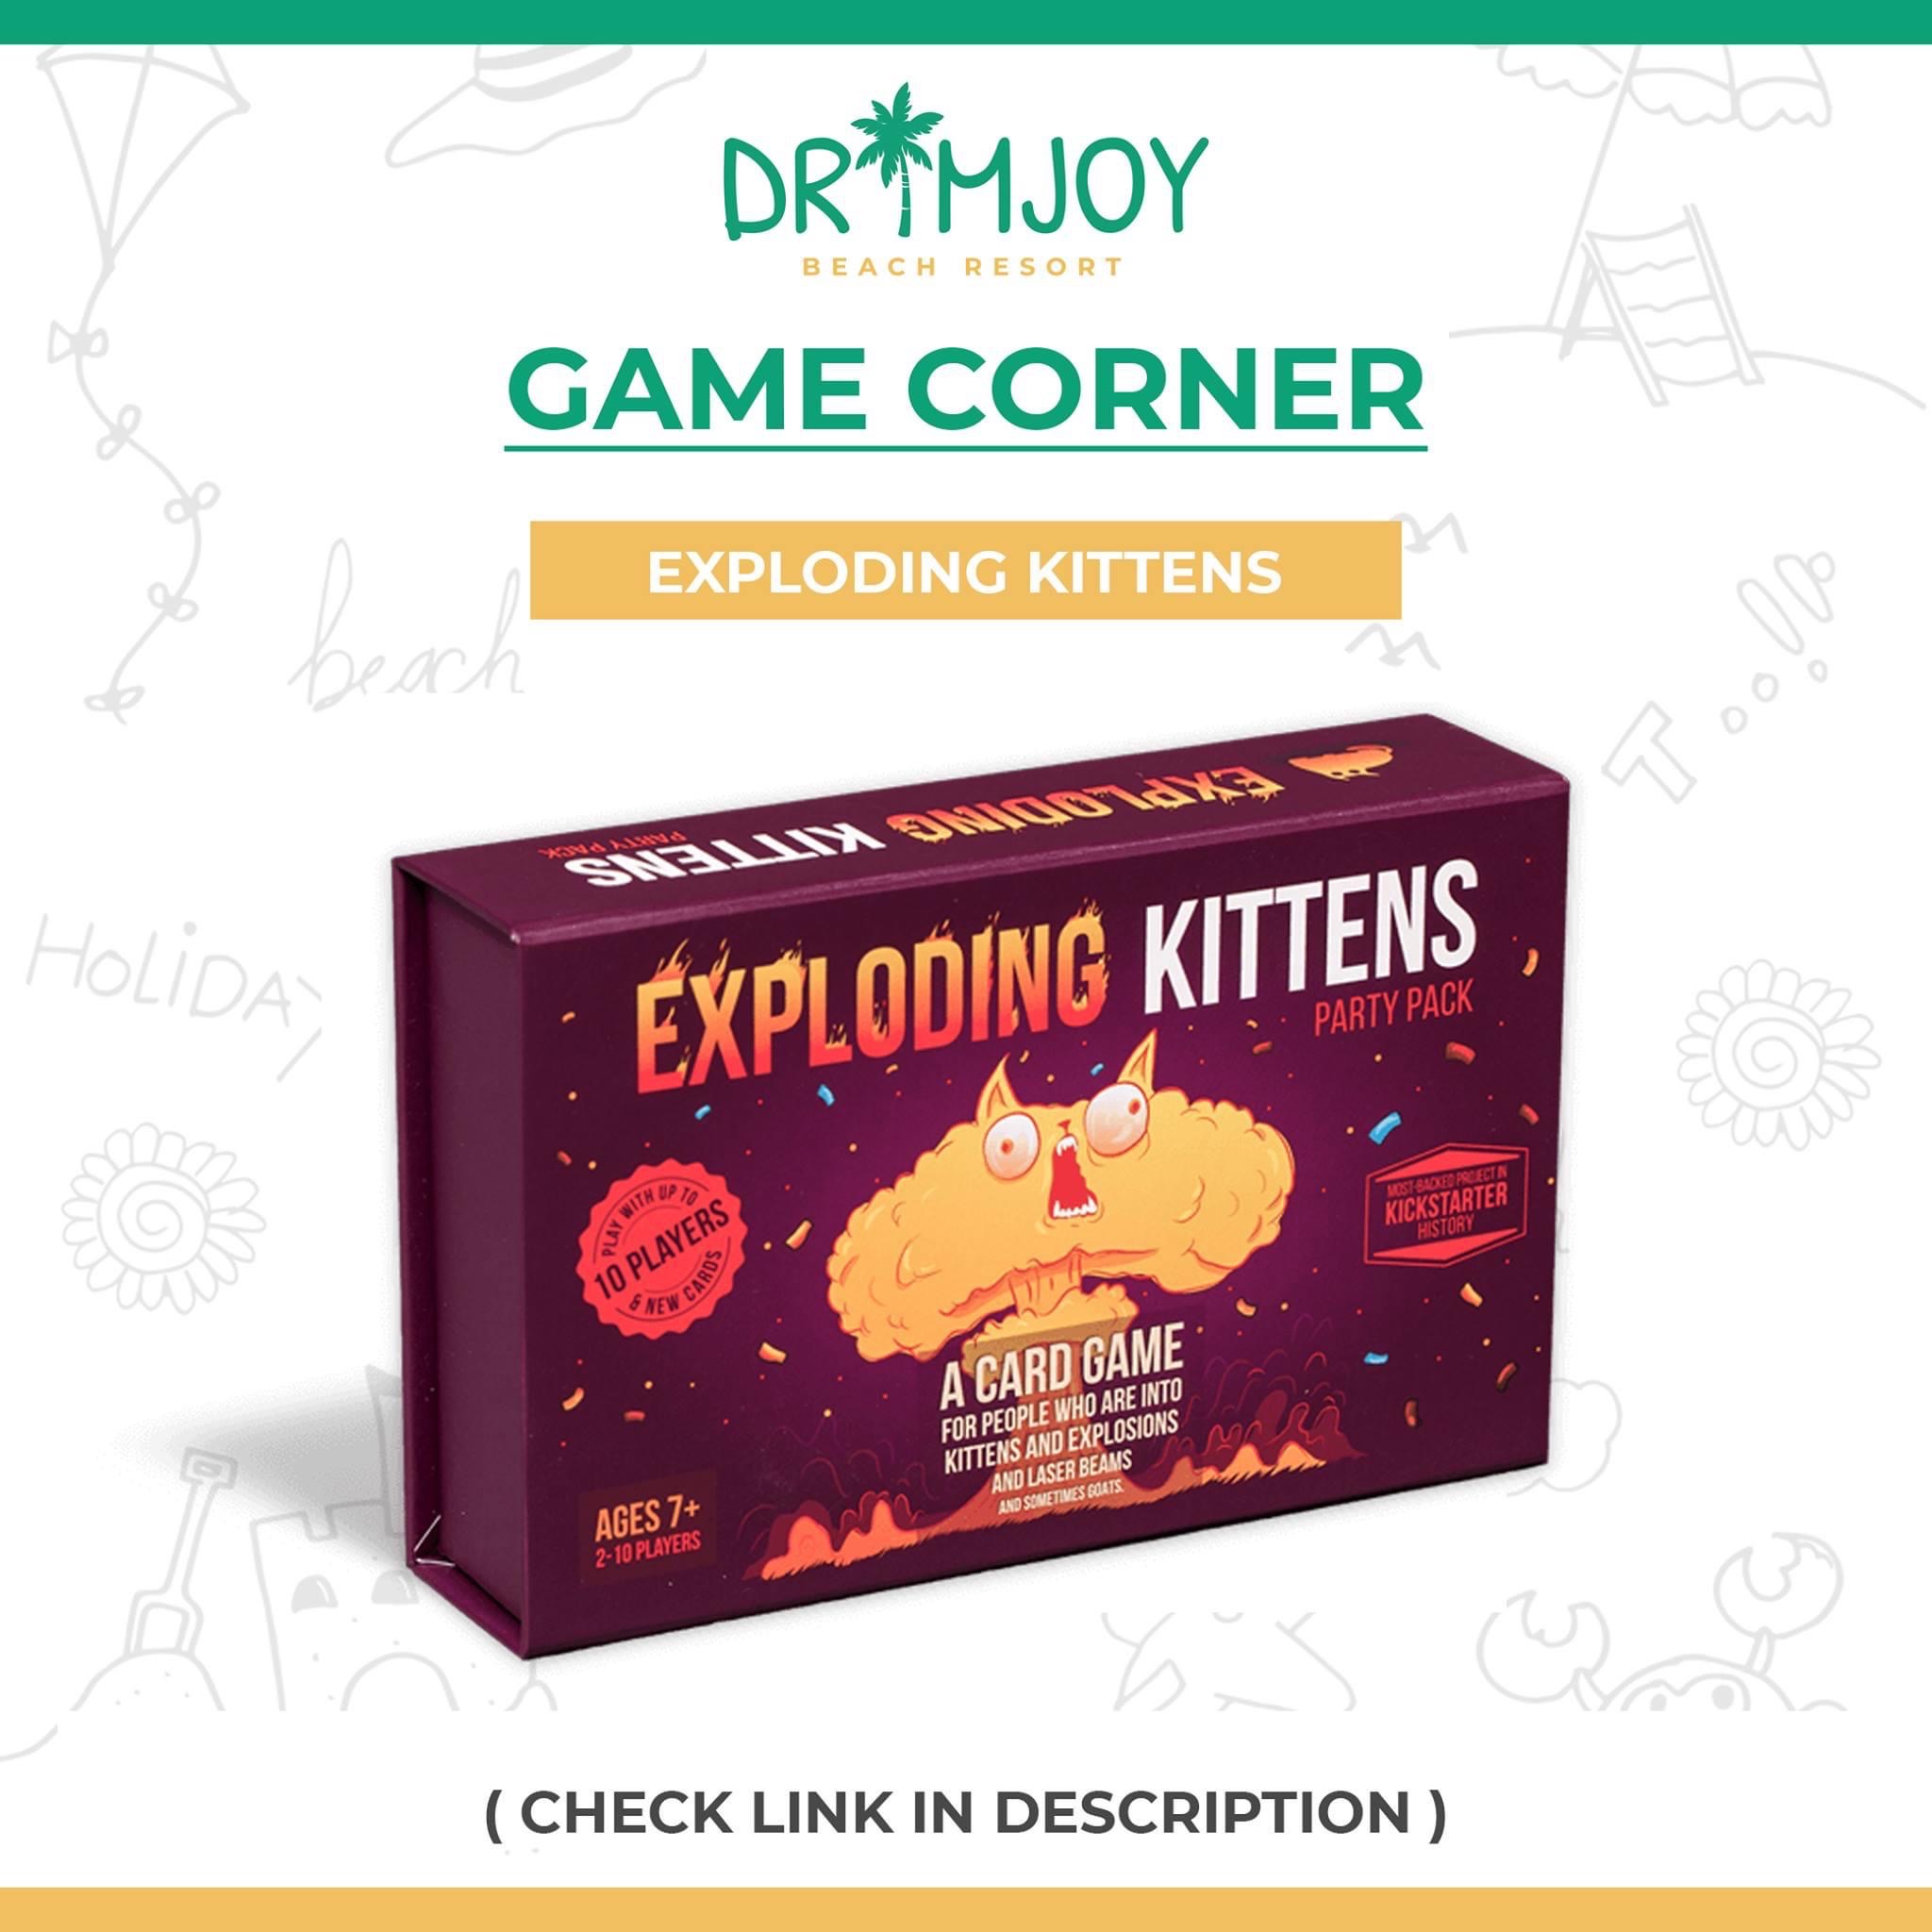 DRIMJOY
BEACH RESORT
GAME CORNER
EXPLODING KITTENS
beach
HOLIDAY
EXPLODING KITTENS
PARTY PACK
EXPLODING KITTENS
PARTY PACK
PLAY WITH UP TO
10 PLAYERS
& NEW CARDS
MOST-BACKED PROJECT IN
KICKSTARTER
HISTORY
A CARD GAME
FOR PEOPLE WHO ARE INTO
KITTENS AND EXPLOSIONS
AND LASER BEAMS
AND SOMETIMES GOATS.
AGES 7+
2-10 PLAYERS
( CHECK LINK IN DESCRIPTION )